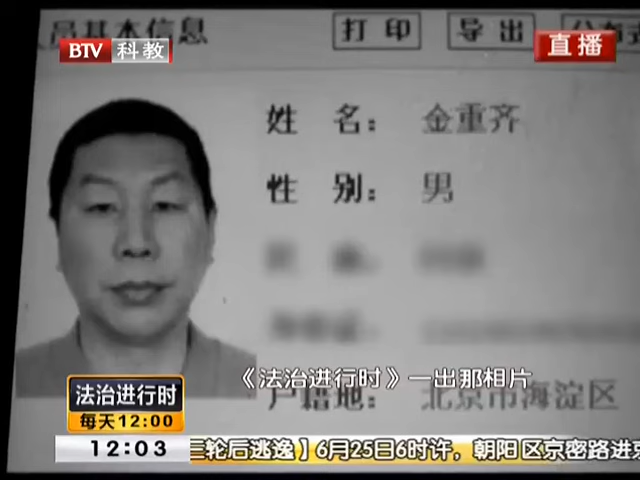 人员基本信息 打印 导出
BTV 科教 直播
姓 名： 金重齐
性 别： 男
《法治进行时》一出那相片
户籍地： 北京市海淀区
法治进行时
每天12:00
12:03 三轮后逃逸】6月25日6时许，朝阳区京密路进京